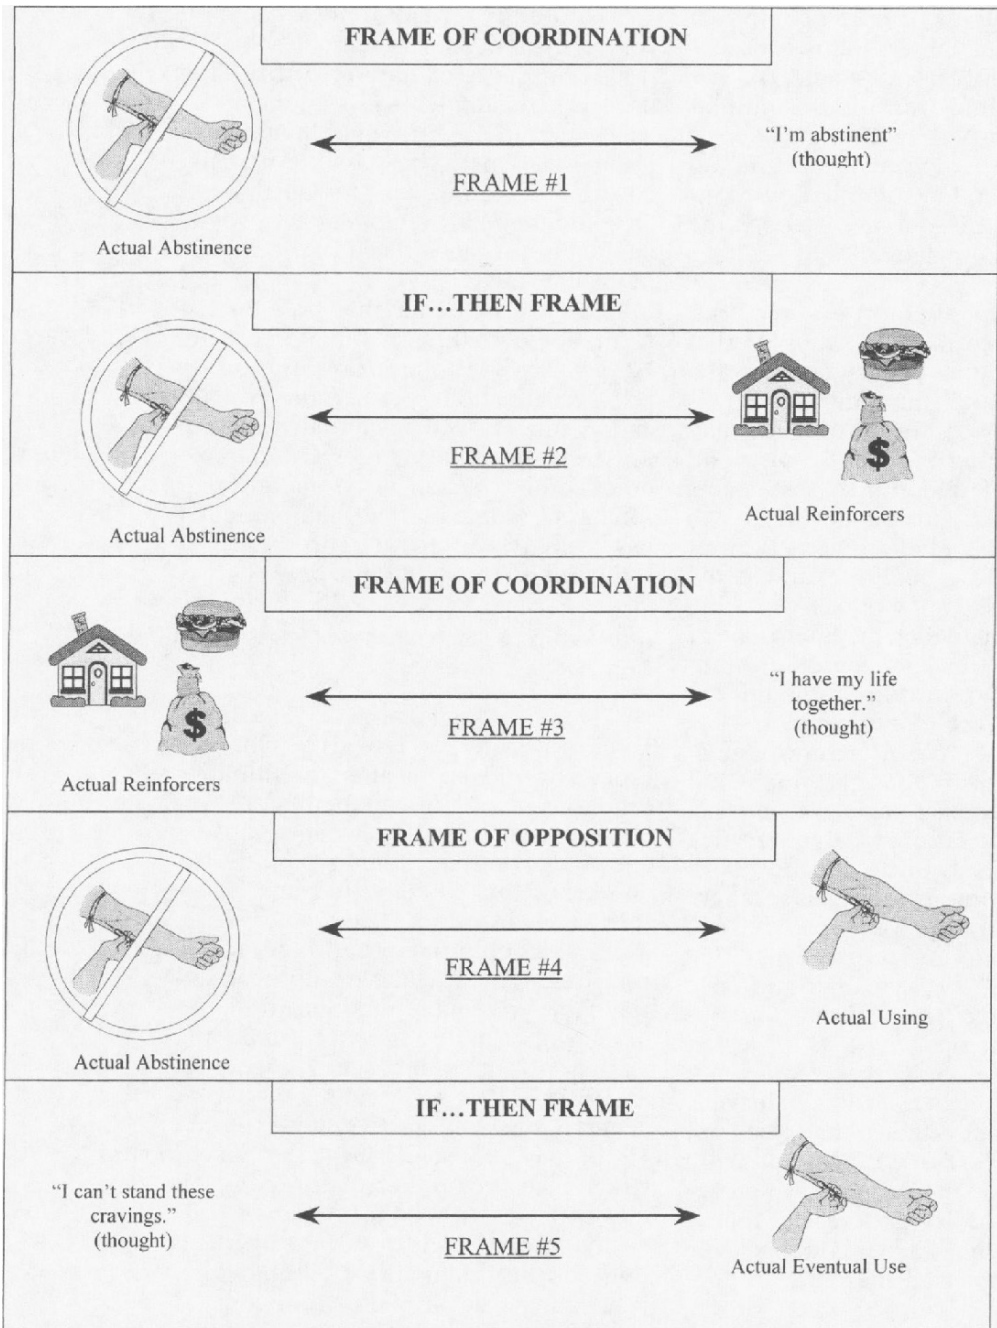 FRAME OF COORDINATION
“I’m abstinent”
(thought)
FRAME #1
Actual Abstinence
IF…THEN FRAME
$
FRAME #2
Actual Reinforcers
Actual Abstinence
FRAME OF COORDINATION
“I have my life
together.”
(thought)
$
FRAME #3
Actual Reinforcers
FRAME OF OPPOSITION
FRAME #4
Actual Using
Actual Abstinence
IF…THEN FRAME
“I can’t stand these
cravings.”
(thought)
FRAME #5
Actual Eventual Use